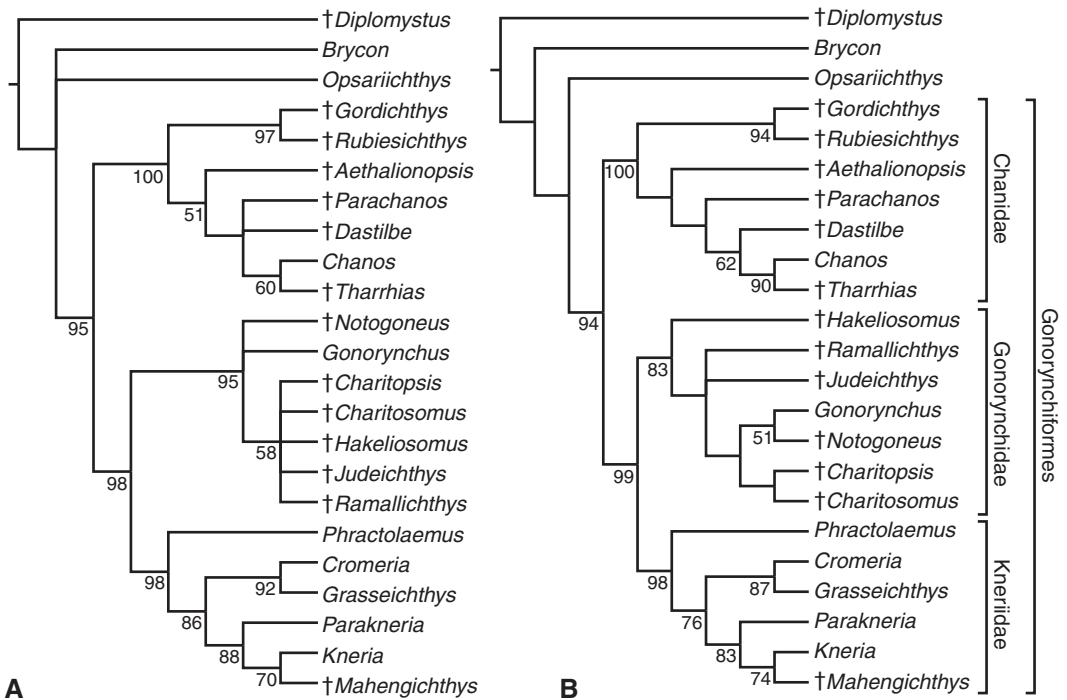 †Diplomystus
Brycon
Opsariichthys
†Gordichthys
97
†Rubiesichthys
100
†Aethalionopsis
51
†Parachanos
†Dastilbe
Chanos
60
†Tharrhias
95
†Notogoneus
Gonorynchus
95
†Charitopsis
†Charitosomus
†Hakeliosomus
58
†Judeichthys
98
†Ramallichthys
Phractolaemus
98
Cromeria
92
Grasseichthys
86
Parakneria
88
Kneria
70
†Mahengichthys
A
†Diplomystus
Brycon
Opsariichthys
†Gordichthys
94
†Rubiesichthys
100
†Aethalionopsis
†Parachanos
†Dastilbe
62
Chanos
90
†Tharrhias
94
†Hakeliosomus
83
†Ramallichthys
†Judeichthys
Gonorynchus
51
†Notogoneus
†Charitopsis
99
†Charitosomus
Phractolaemus
98
Cromeria
87
Grasseichthys
76
Parakneria
83
Kneria
74
†Mahengichthys
Chanidae
Gonorynchidae
Kneriidae
Gonorynchiformes
B